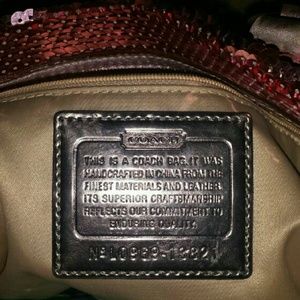 COACH
THIS IS A COACH BAG. IT WAS
HANDCRAFTED IN CHINA FROM THE
FINEST MATERIALS AND LEATHER.
ITS SUPERIOR CRAFTSMANSHIP
REFLECTS OUR COMMITMENT TO
ENDURING QUALITY.